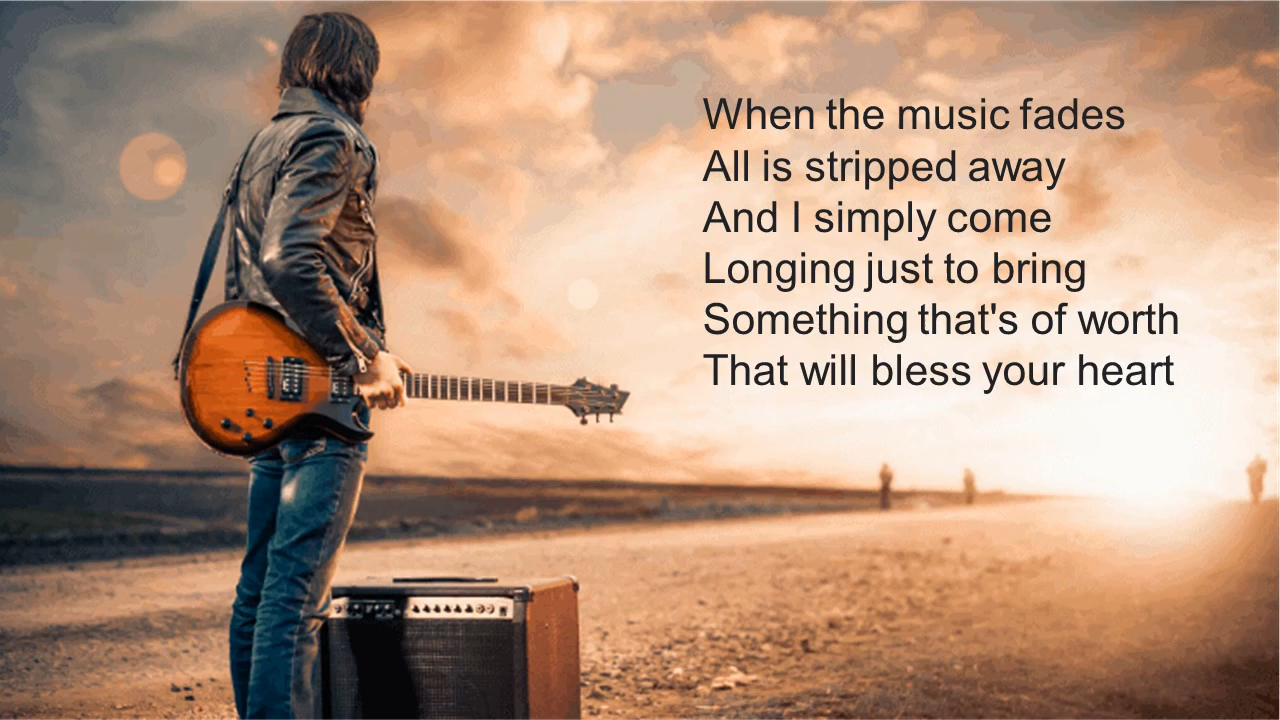 When the music fades
All is stripped away
And I simply come
Longing just to bring
Something that's of worth
That will bless your heart